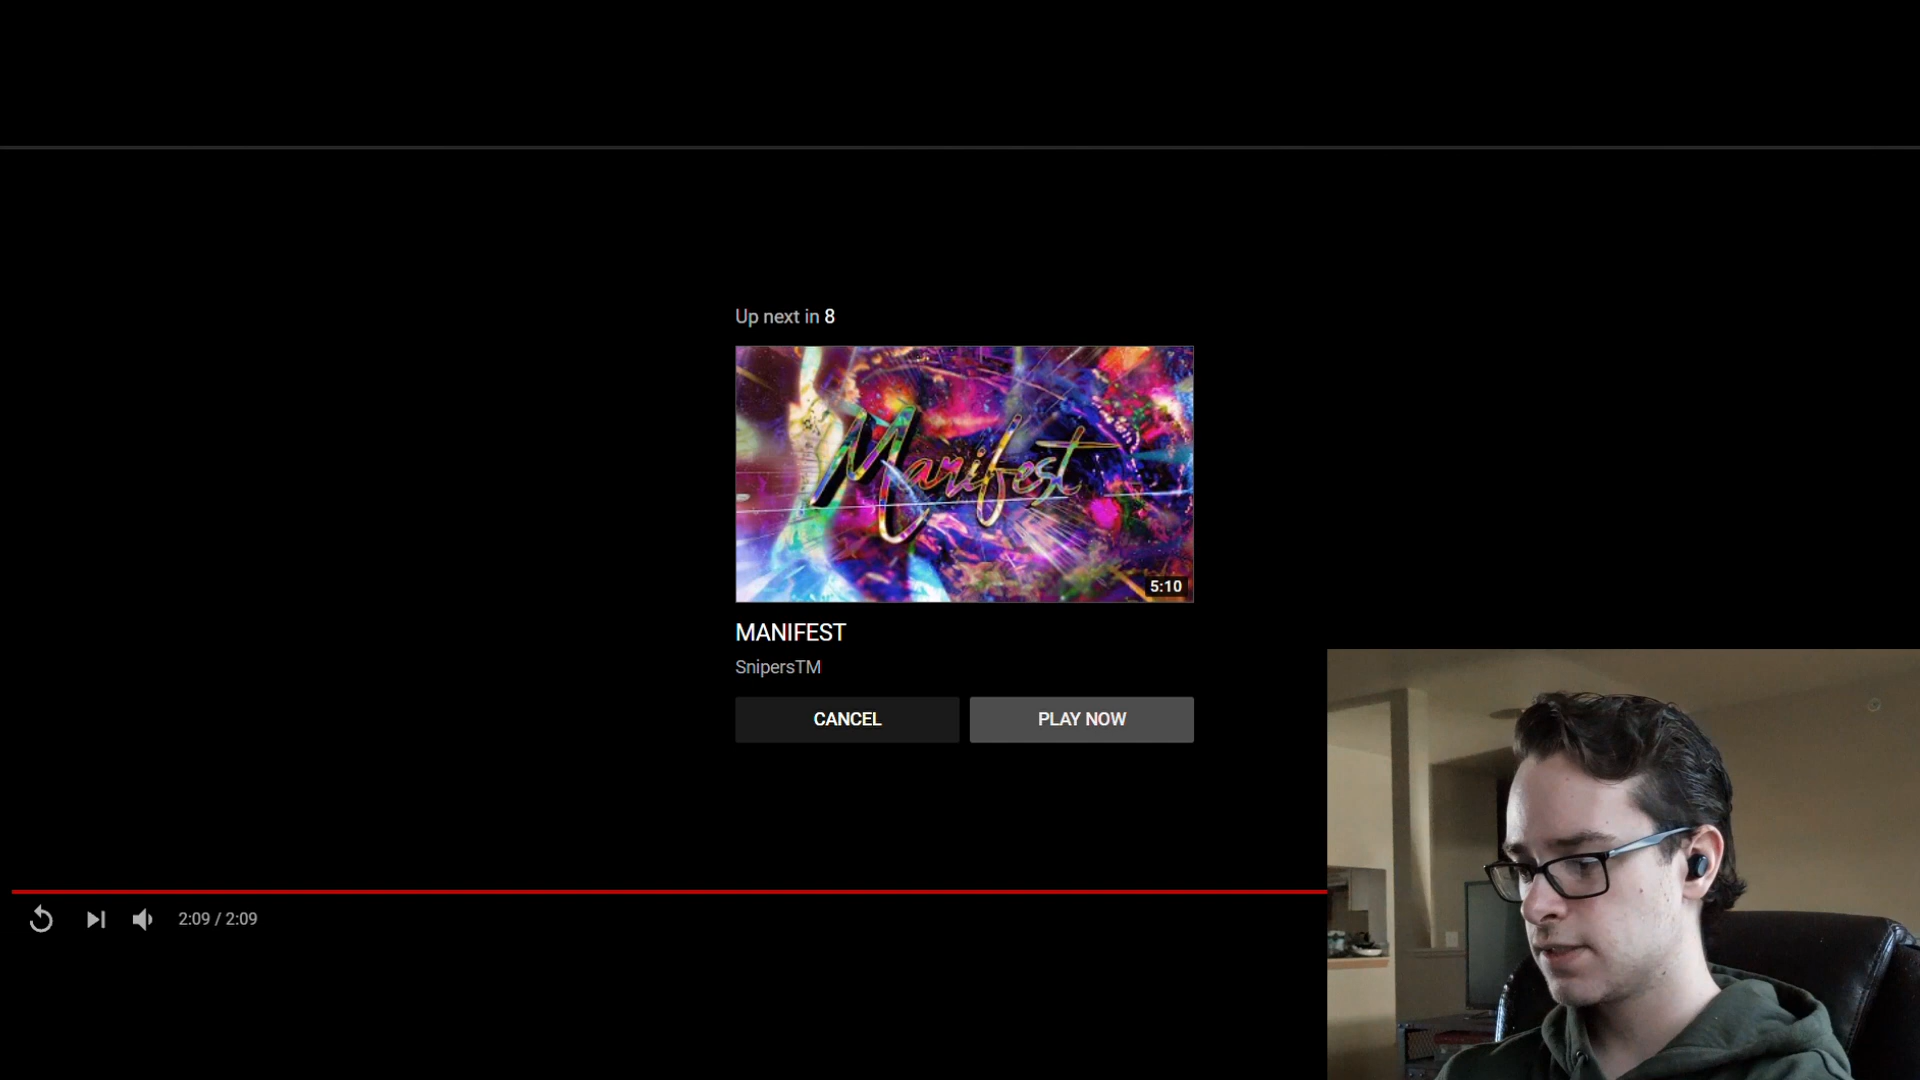 Up next in 8
Manifest
5:10
MANIFEST
SnipersTM
CANCEL
PLAY NOW
2:09 / 2:09